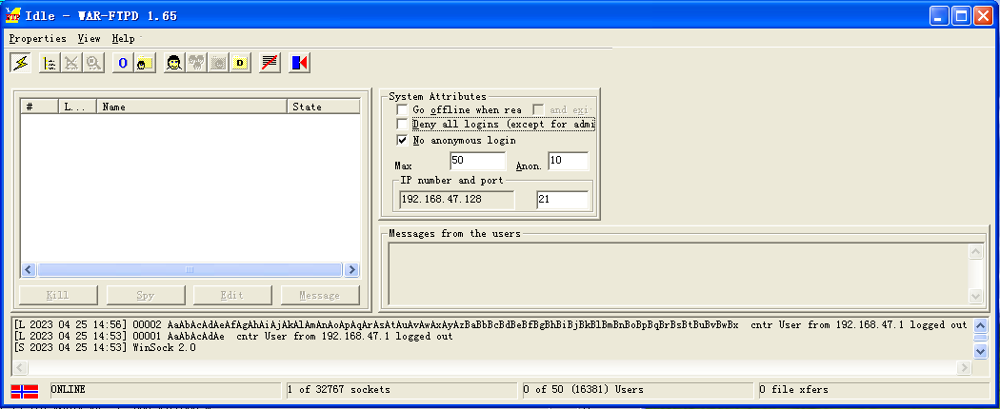 Idle - WAR-FTPD 1.65
Properties View Help
# L... Name State
Kill Spy Edit Message
System Attributes
Go offline when rea and exi
Deny all logins (except for admi
No anonymous login
Max 50 Anon. 10
IP number and port
192.168.47.128 21
Messages from the users
[L 2023 04 25 14:56] 00002 AaAbAcAdAeAfAgAhAiAjAkAlAmAnAoApAqArAsAtAuAvAwAxAyAzBaBbBcBdBeBfBgBhBiBjBkBlBmBnBoBpBqBrBsBtBuBvBwBx cntr User from 192.168.47.1 logged out
[L 2023 04 25 14:53] 00001 AaAbAcAdAe cntr User from 192.168.47.1 logged out
[S 2023 04 25 14:53] WinSock 2.0
ONLINE 1 of 32767 sockets 0 of 50 (16381) Users 0 file xfers